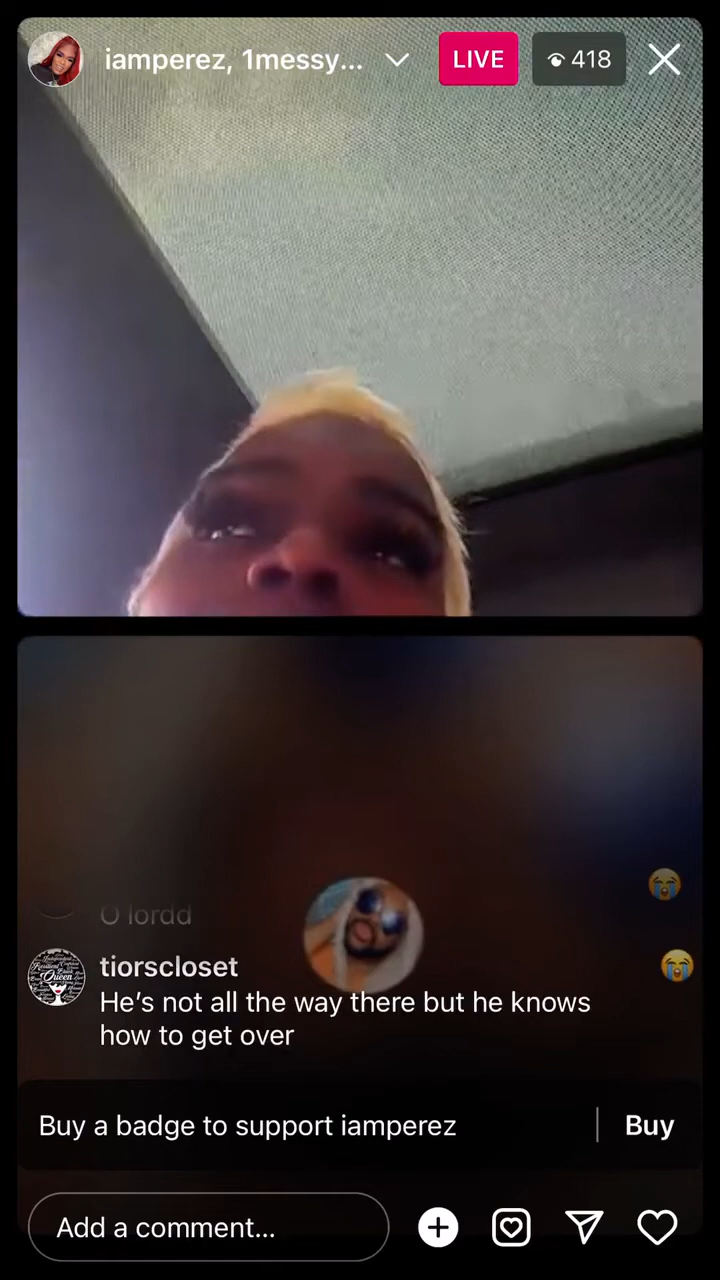 iamperez, 1messy...
LIVE
418
O lordd
tiorscloset
He's not all the way there but he knows
how to get over
Buy a badge to support iamperez
Buy
Add a comment...
Queen